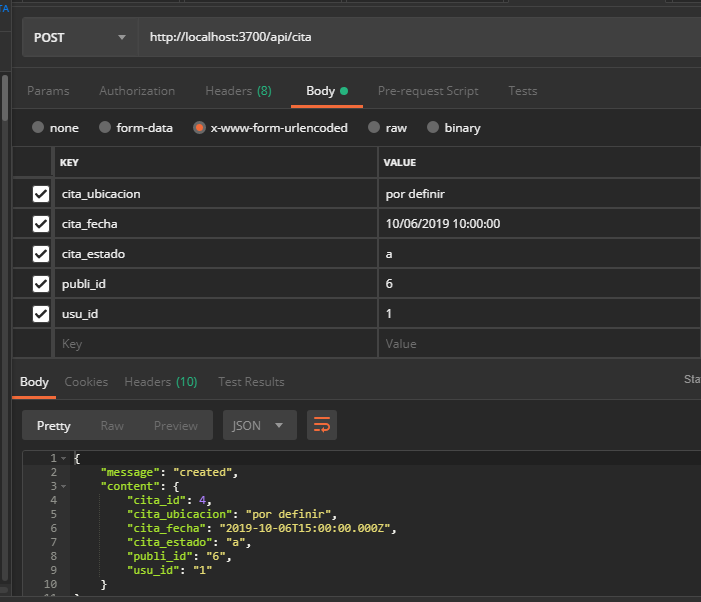 TA
POST http://localhost:3700/api/cita
Params Authorization Headers (8) Body Pre-request Script Tests
none form-data x-www-form-urlencoded raw binary
KEY VALUE
cita_ubicacion por definir
cita_fecha 10/06/2019 10:00:00
cita_estado a
publi_id 6
usu_id 1
Key Value
Body Cookies Headers (10) Test Results Sta
Pretty Raw Preview JSON
1 {
2 "message": "created",
3 "content": {
4 "cita_id": 4,
5 "cita_ubicacion": "por definir",
6 "cita_fecha": "2019-10-06T15:00:00.000Z",
7 "cita_estado": "a",
8 "publi_id": "6",
9 "usu_id": "1"
10 }
11 }